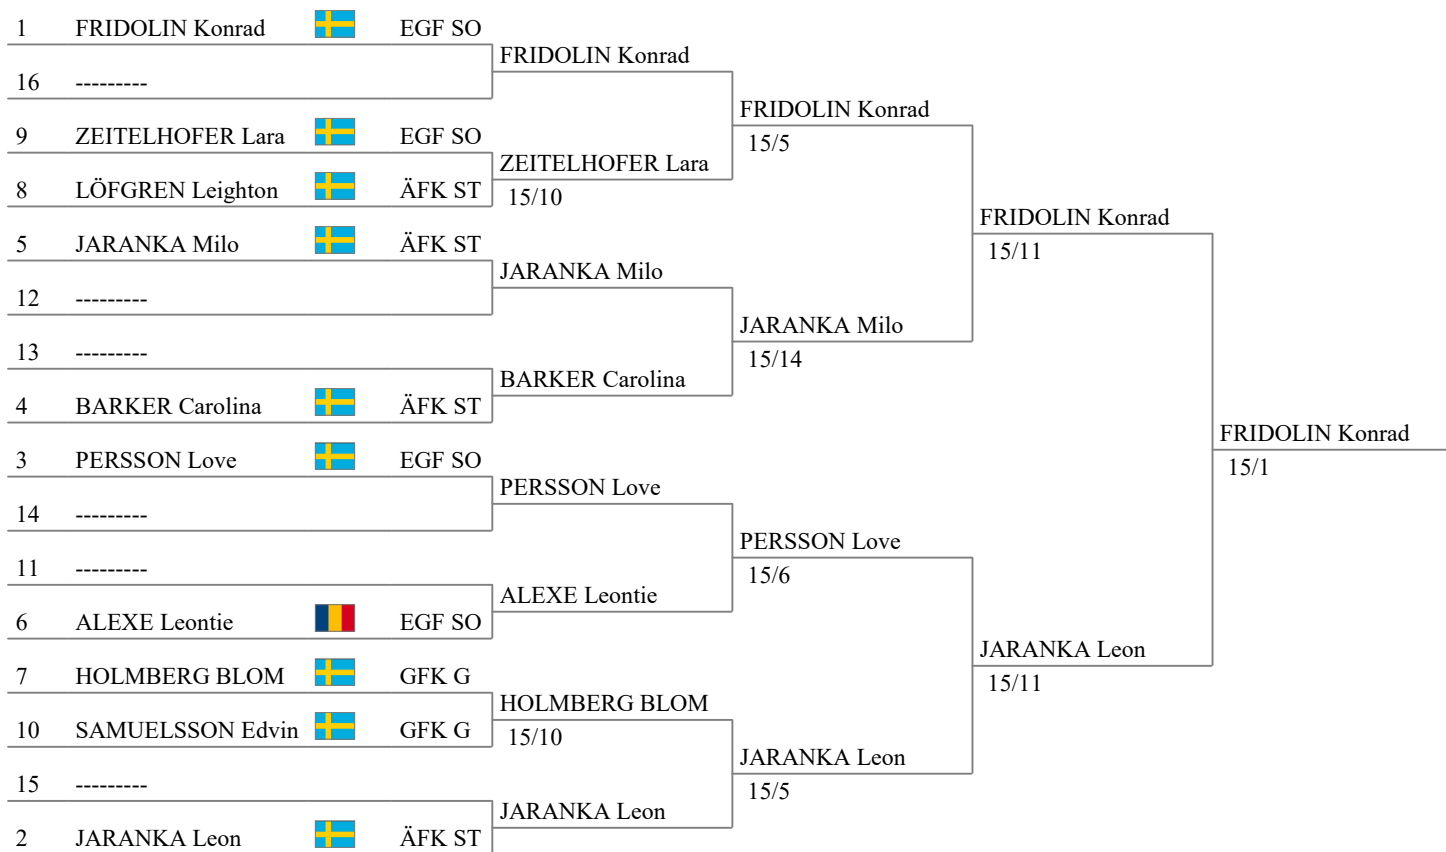 1 FRIDOLIN Konrad EGF SO
16 ---------
9 ZEITELHOFER Lara EGF SO
8 LÖFGREN Leighton ÄFK ST
5 JARANKA Milo ÄFK ST
12 ---------
13 ---------
4 BARKER Carolina ÄFK ST
3 PERSSON Love EGF SO
14 ---------
11 ---------
6 ALEXE Leontie EGF SO
7 HOLMBERG BLOM GFK G
10 SAMUELSSON Edvin GFK G
15 ---------
2 JARANKA Leon ÄFK ST
FRIDOLIN Konrad
ZEITELHOFER Lara
15/10
JARANKA Milo
BARKER Carolina
PERSSON Love
ALEXE Leontie
HOLMBERG BLOM
15/10
JARANKA Leon
FRIDOLIN Konrad
15/5
JARANKA Milo
15/14
PERSSON Love
15/6
JARANKA Leon
15/5
FRIDOLIN Konrad
15/11
JARANKA Leon
15/11
FRIDOLIN Konrad
15/1